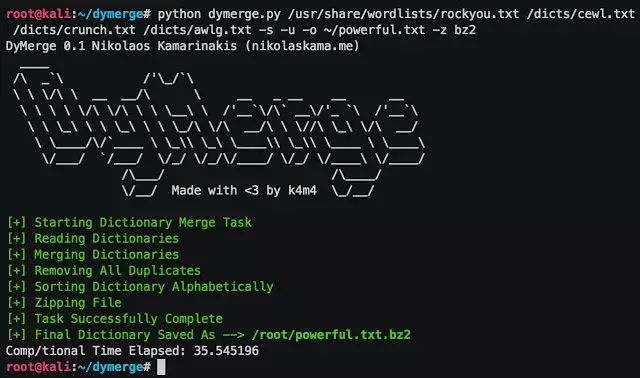 root@kali:~/dymerge# python dymerge.py /usr/share/wordlists/rockyou.txt /dicts/cewl.txt
/dicts/crunch.txt /dicts/awlg.txt -s -u -o ~/powerful.txt -z bz2
DyMerge 0.1 Nikolaos Kamarinakis (nikolaskama.me)
DyMerge
Made with <3 by k4m4
[+] Starting Dictionary Merge Task
[+] Reading Dictionaries
[+] Merging Dictionaries
[+] Removing All Duplicates
[+] Sorting Dictionary Alphabetically
[+] Zipping File
[+] Task Successfully Complete
[+] Final Dictionary Saved As ——> /root/powerful.txt.bz2
Comp/tional Time Elapsed: 35.545196
root@kali:~/dymerge#